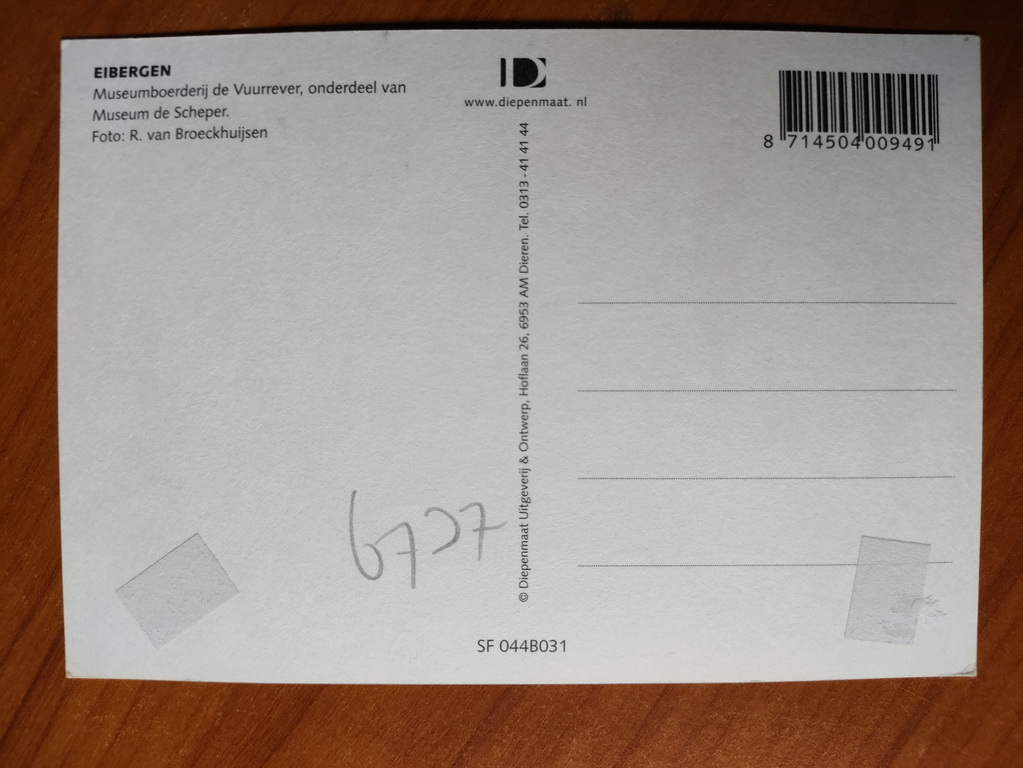 EIBERGEN
Museumboerderij de Vuurrever, onderdeel van
Museum de Scheper.
Foto: R. van Broeckhuijsen
www.diepenmaat. nl
8 714504 009491
© Diepenmaat Uitgeverij & Ontwerp, Hoflaan 26, 6953 AM Dieren. Tel. 0313 - 41 41 44
SF 044B031